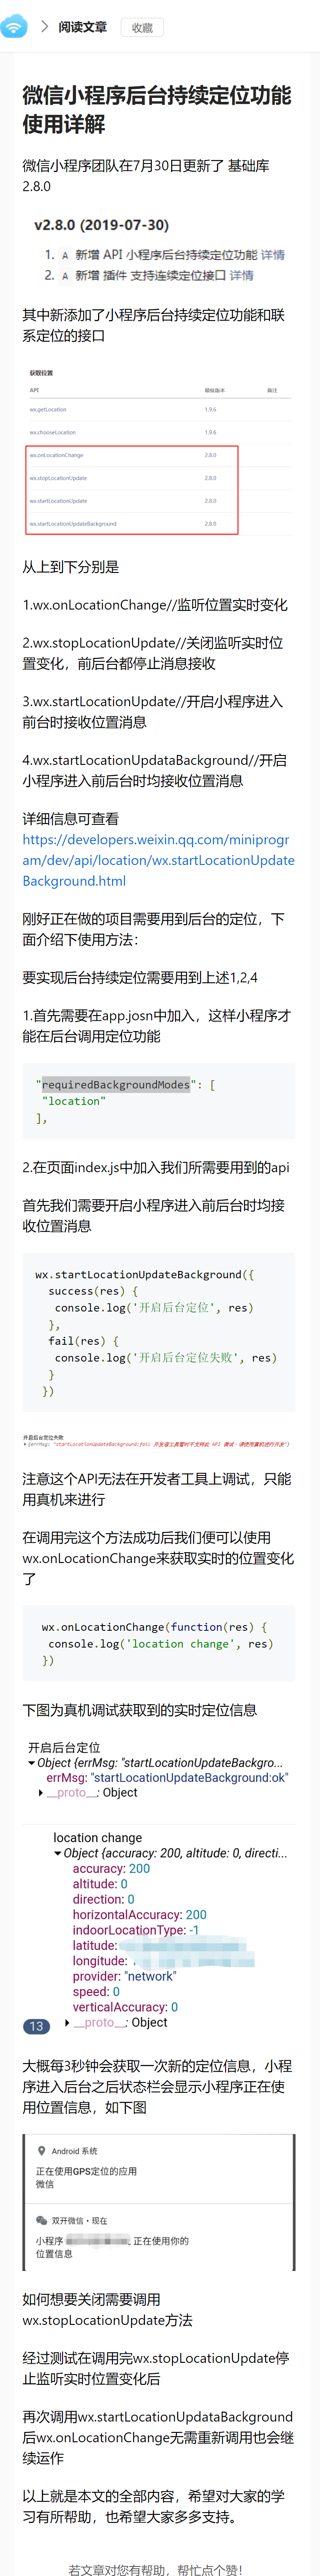 阅读文章
收藏
微信小程序后台持续定位功能
使用详解
微信小程序团队在7月30日更新了 基础库
2.8.0
v2.8.0 (2019-07-30)
1. A 新增 API 小程序后台持续定位功能 详情
2. A 新增 插件 支持连续定位接口 详情
其中新添加了小程序后台持续定位功能和联
系定位的接口
获取位置
API 最低版本 备注
wx.getLocation 1.9.6
wx.chooseLocation 1.9.6
wx.onLocationChange 2.8.0
wx.stopLocationUpdate 2.8.0
wx.startLocationUpdate 2.8.0
wx.startLocationUpdateBackground 2.8.0
从上到下分别是
1.wx.onLocationChange//监听位置实时变化
2.wx.stopLocationUpdate//关闭监听实时位
置变化，前后台都停止消息接收
3.wx.startLocationUpdate//开启小程序进入
前台时接收位置消息
4.wx.startLocationUpdataBackground//开启
小程序进入前后台时均接收位置消息
详细信息可查看
https://developers.weixin.qq.com/miniprogr
am/dev/api/location/wx.startLocationUpdate
Background.html
刚好正在做的项目需要用到后台的定位，下
面介绍下使用方法：
要实现后台持续定位需要用到上述1,2,4
1.首先需要在app.josn中加入，这样小程序才
能在后台调用定位功能
"requiredBackgroundModes": [
"location"
],
2.在页面index.js中加入我们所需要用到的api
首先我们需要开启小程序进入前后台时均接
收位置消息
wx.startLocationUpdateBackground({
success(res) {
console.log('开启后台定位', res)
},
fail(res) {
console.log('开启后台定位失败', res)
}
})
开启后台定位失败
▸{errMsg: "startLocationUpdateBackground:fail 开发者工具暂时不支持此 API 调试，请使用真机进行开发"}
注意这个API无法在开发者工具上调试，只能
用真机来进行
在调用完这个方法成功后我们便可以使用
wx.onLocationChange来获取实时的位置变化
了
wx.onLocationChange(function(res) {
console.log('location change', res)
})
下图为真机调试获取到的实时定位信息
开启后台定位
▼Object {errMsg: "startLocationUpdateBackgro...
errMsg: "startLocationUpdateBackground:ok"
▶__proto__: Object
location change
▼Object {accuracy: 200, altitude: 0, directi...
accuracy: 200
altitude: 0
direction: 0
horizontalAccuracy: 200
indoorLocationType: -1
latitude:
longitude:
provider: "network"
speed: 0
verticalAccuracy: 0
13 ▶__proto__: Object
大概每3秒钟会获取一次新的定位信息，小程
序进入后台之后状态栏会显示小程序正在使
用位置信息，如下图
Android 系统
正在使用GPS定位的应用
微信
双开微信 • 现在
小程序 正在使用你的
位置信息
如何想要关闭需要调用
wx.stopLocationUpdate方法
经过测试在调用完wx.stopLocationUpdate停
止监听实时位置变化后
再次调用wx.startLocationUpdataBackground
后wx.onLocationChange无需重新调用也会继
续运作
以上就是本文的全部内容，希望对大家的学
习有所帮助，也希望大家多多支持。
若文章对您有帮助，帮忙点个赞！